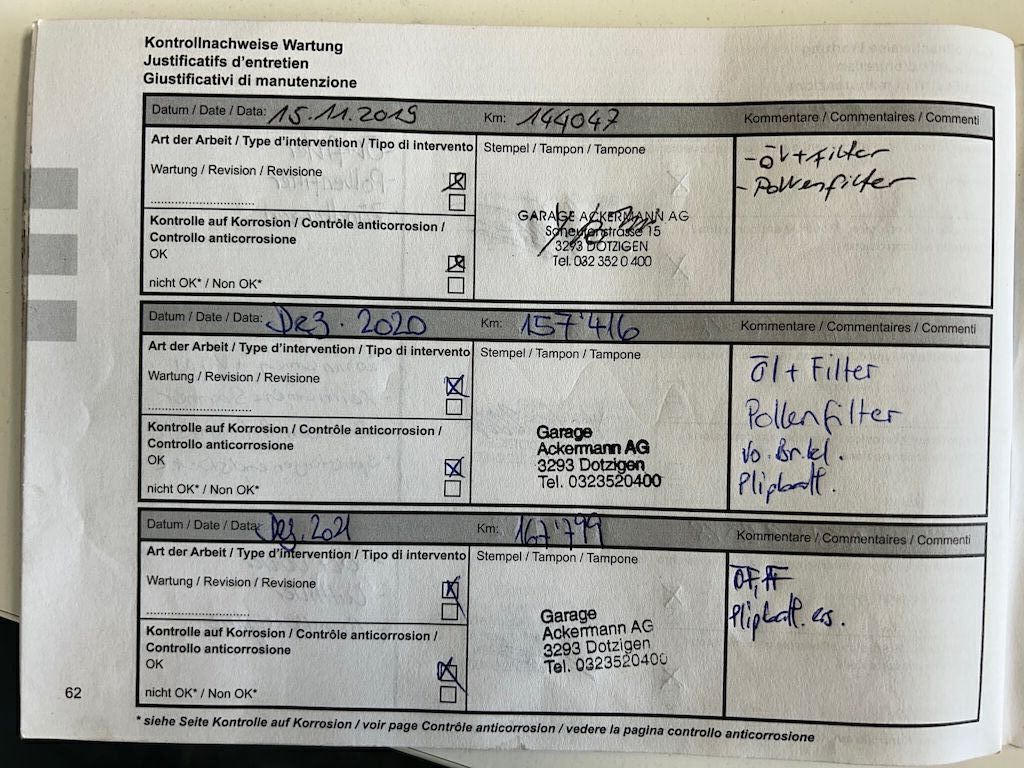 Kontrollnachweise Wartung
Justificatifs d'entretien
Giustificativi di manutenzione
Datum / Date / Data: 15.11.2019 Km: 144047 Kommentare / Commentaires / Commenti
Art der Arbeit / Type d'intervention / Tipo di intervento
Stempel / Tampon / Tampone
Wartung / Revision / Revisione
Kontrolle auf Korrosion / Contrôle anticorrosion /
Controllo anticorrosione
OK
nicht OK* / Non OK*
GARAGE ACKERMANN AG
Scheurenstrasse 15
3293 DOTZIGEN
Tel. 032 352 0 400
- Öl + Filter
- Pollenfilter
Datum / Date / Data: Dez. 2020 Km: 157'416 Kommentare / Commentaires / Commenti
Art der Arbeit / Type d'intervention / Tipo di intervento
Stempel / Tampon / Tampone
Wartung / Revision / Revisione
Kontrolle auf Korrosion / Contrôle anticorrosion /
Controllo anticorrosione
OK
nicht OK* / Non OK*
Garage
Ackermann AG
3293 Dotzigen
Tel. 0323520400
Öl + Filter
Pollenfilter
Vo. Br. bel.
Datum / Date / Data: Dez. 2021 Km: 167'799 Kommentare / Commentaires / Commenti
Art der Arbeit / Type d'intervention / Tipo di intervento
Stempel / Tampon / Tampone
Wartung / Revision / Revisione
Kontrolle auf Korrosion / Contrôle anticorrosion /
Controllo anticorrosione
OK
nicht OK* / Non OK*
Garage
Ackermann AG
3293 Dotzigen
Tel. 0323520400
ers.
62
* siehe Seite Kontrolle auf Korrosion / voir page Contrôle anticorrosion / vedere la pagina controllo anticorrosione